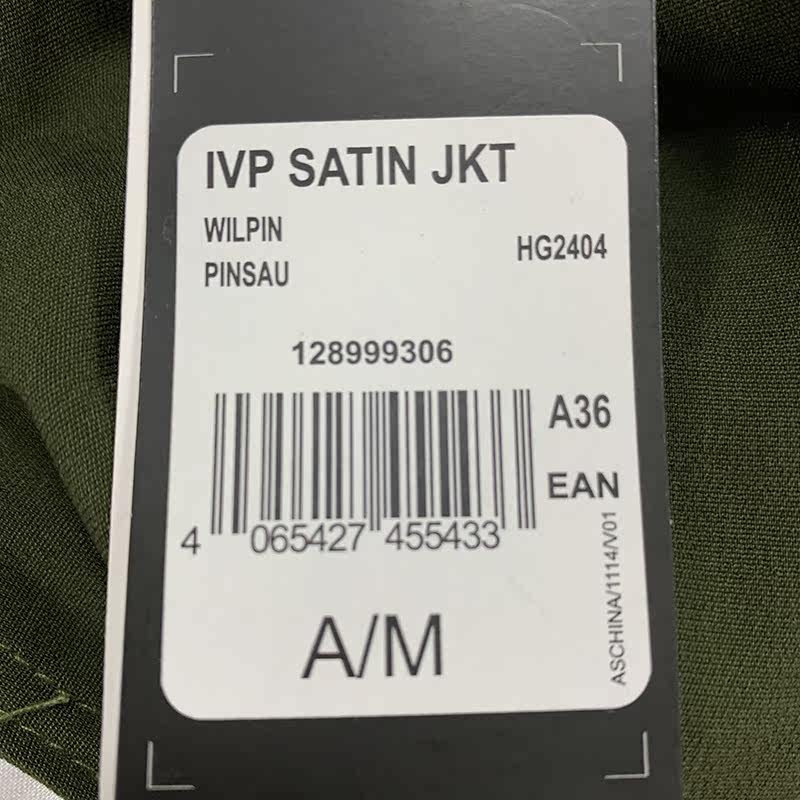 IVP SATIN JKT
WILPIN
PINSAU
HG2404
128999306
A36
EAN
4 065427 455433
A/M
ASCHINA/1114/V01